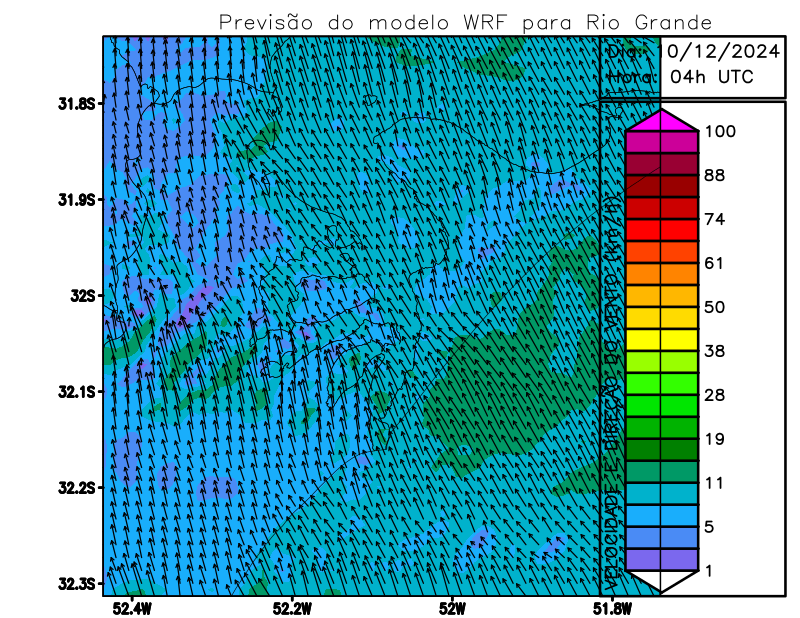 Previsão do modelo WRF para Rio Grande
Dia: 10/12/2024
Hora: 04h UTC
31.8S
31.9S
32S
32.1S
32.2S
32.3S
52.4W
52.2W
52W
51.8W
VELOCIDADE E DIREÇÃO DO VENTO (km/h)
100
88
74
61
50
38
28
19
11
5
1